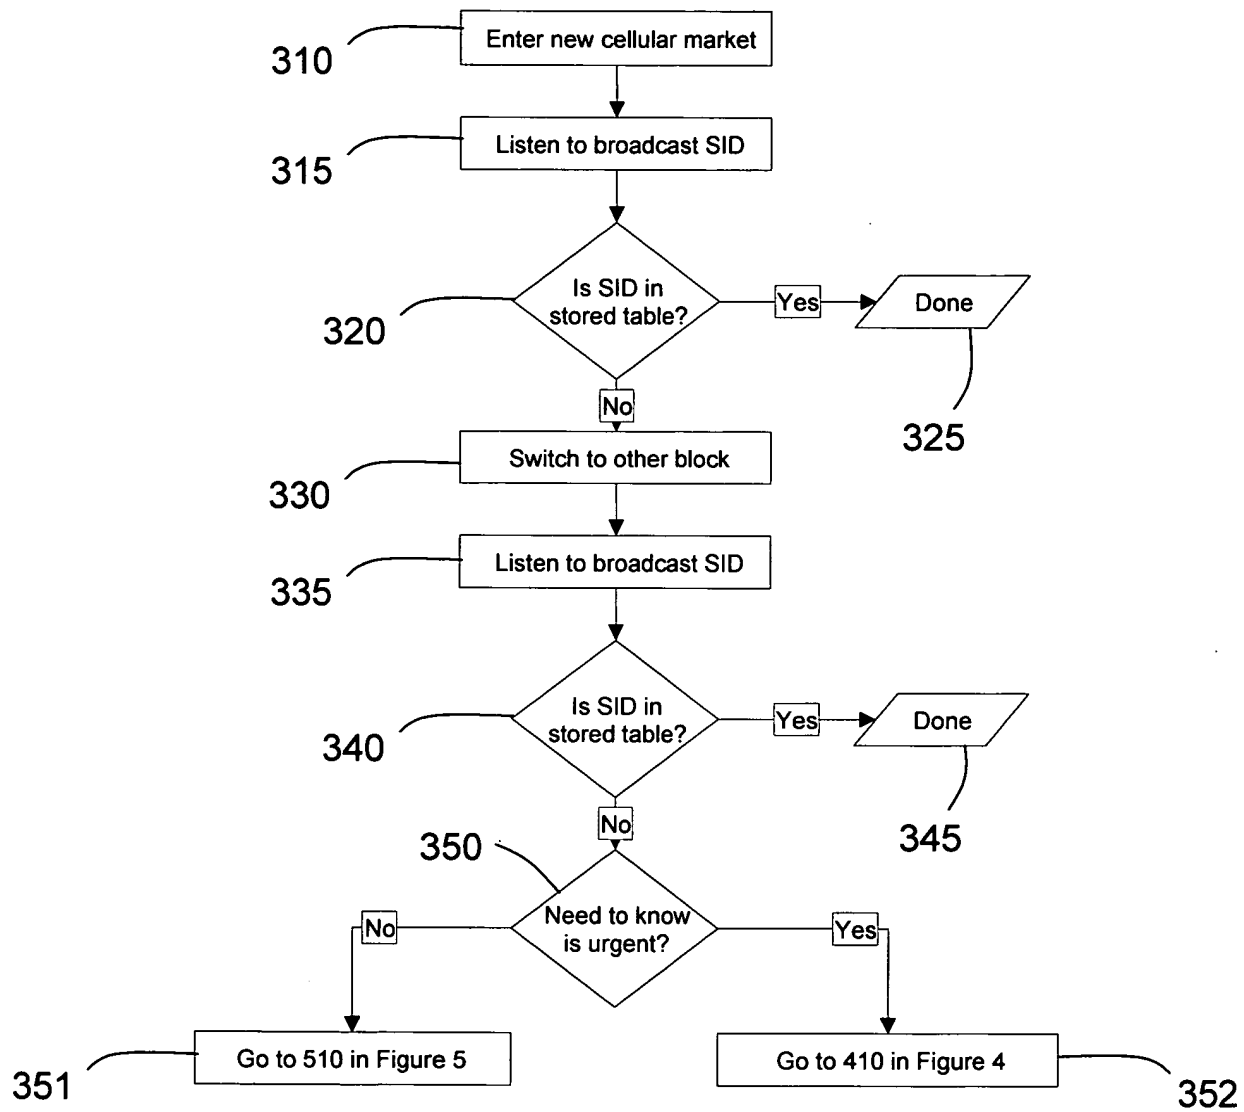 Enter new cellular market
310
Listen to broadcast SID
315
Is SID in
stored table?
320
Yes
Done
325
No
Switch to other block
330
Listen to broadcast SID
335
Is SID in
stored table?
340
Yes
Done
345
No
350
Need to know
is urgent?
No
Yes
Go to 510 in Figure 5
351
Go to 410 in Figure 4
352